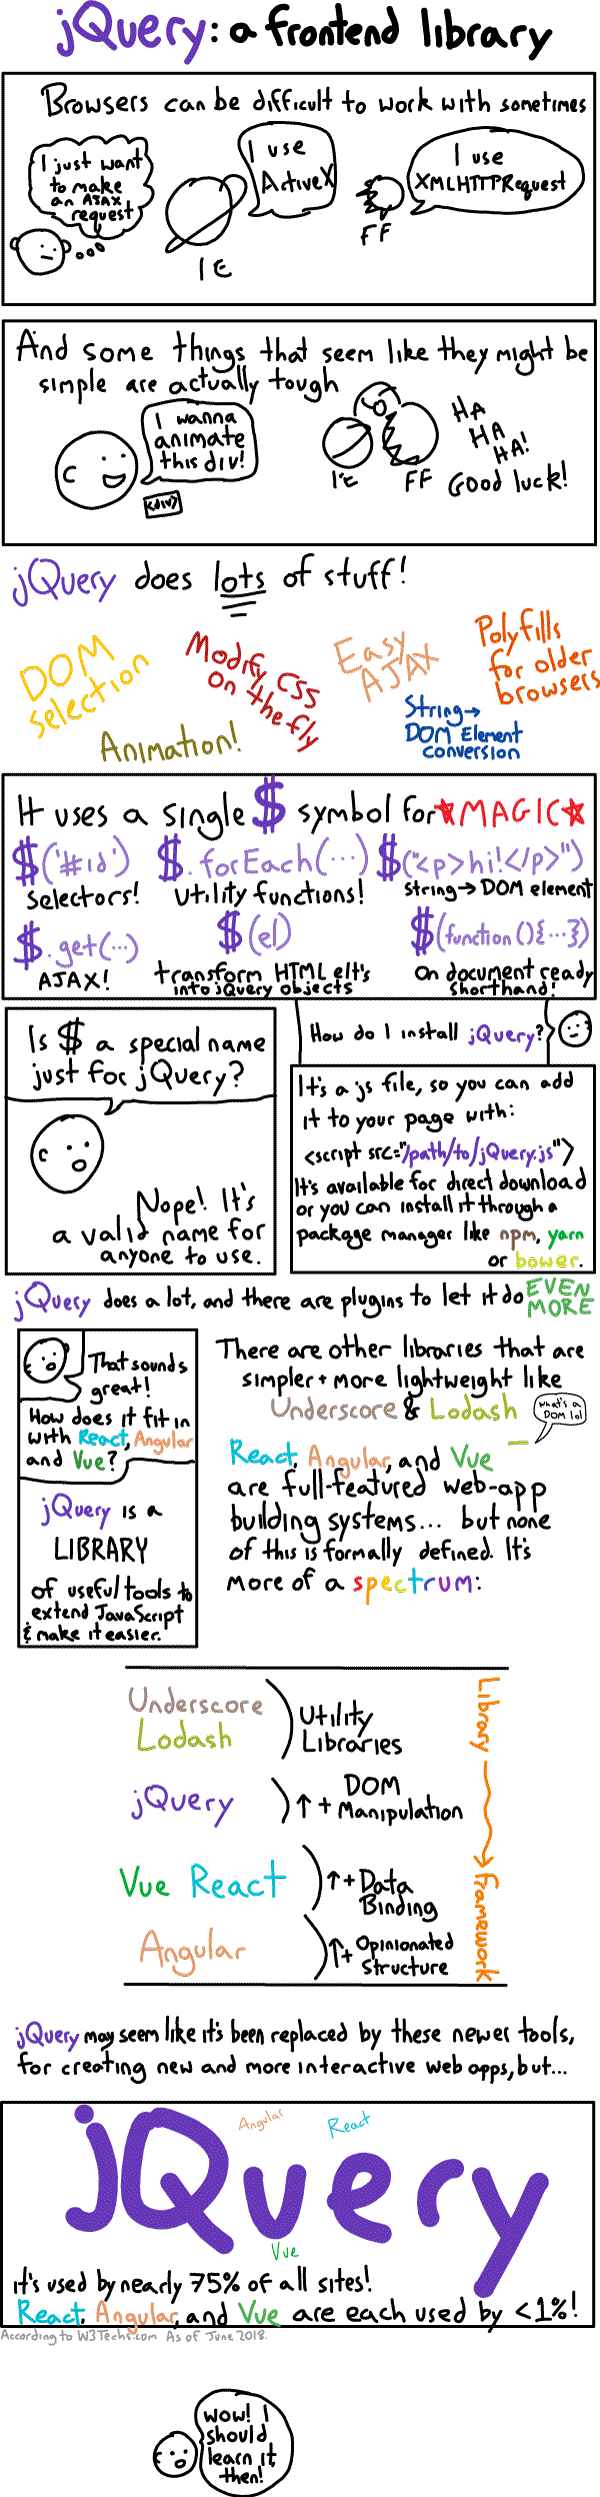 jQuery: a frontend library
Browsers can be difficult to work with sometimes
I just want
to make
an AJAX
request
I use
ActiveX
I use
XMLHTTPRequest
IE
FF
And some things that seem like they might be
simple are actually tough
I wanna
animate
this div!
<div>
IE
FF
HA
HA
HA!
Good luck!
jQuery does lots of stuff!
DOM
selection
Modify CSS
on the fly
Easy
AJAX
Polyfills
for older
browsers
Animation!
String→
DOM Element
conversion
It uses a single $ symbol for ★MAGIC★
$('#id')
selectors!
$.forEach(...)
utility functions!
$("<p>hi!</p>")
string→DOM element
$.get(...)
AJAX!
$(el)
transform HTML elt's
into jQuery objects
$(function(){...})
On document ready
shorthand!
Is $ a special name
just for jQuery?
Nope! It's
a valid name for
anyone to use.
How do I install jQuery?
It's a js file, so you can add
it to your page with:
<script src="/path/to/jQuery.js">
It's available for direct download
or you can install it through a
package manager like npm, yarn
or bower.
jQuery does a lot, and there are plugins to let it do EVEN
MORE
That sounds
great!
How does it fit in
with React, Angular
and Vue?
jQuery is a
LIBRARY
of useful tools to
extend JavaScript
& make it easier.
There are other libraries that are
simpler + more lightweight like
Underscore & Lodash
what's a
DOM lol
React, Angular, and Vue
are full-featured web-app
building systems... but none
of this is formally defined. It's
more of a spectrum:
Underscore
Lodash
Utility
Libraries
jQuery
↑ + DOM
Manipulation
Vue React
↑ + Data
Binding
Angular
↑ + Opinionated
Structure
Library → Framework
jQuery may seem like it's been replaced by these newer tools,
for creating new and more interactive web apps, but...
Angular
React
jQuery
Vue
it's used by nearly 75% of all sites!
React, Angular, and Vue are each used by <1%!
According to W3Techs.com As of June 2018.
Wow! I
should
learn it,
then!